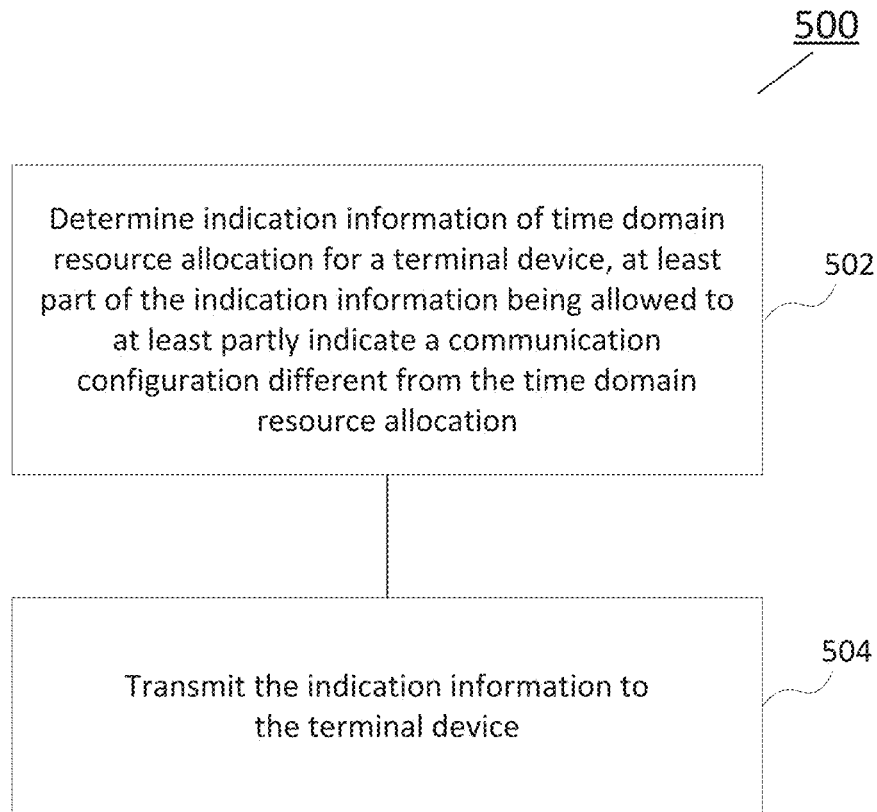 500
Determine indication information of time domain
resource allocation for a terminal device, at least
part of the indication information being allowed to
at least partly indicate a communication
configuration different from the time domain
resource allocation
502
Transmit the indication information to
the terminal device
504